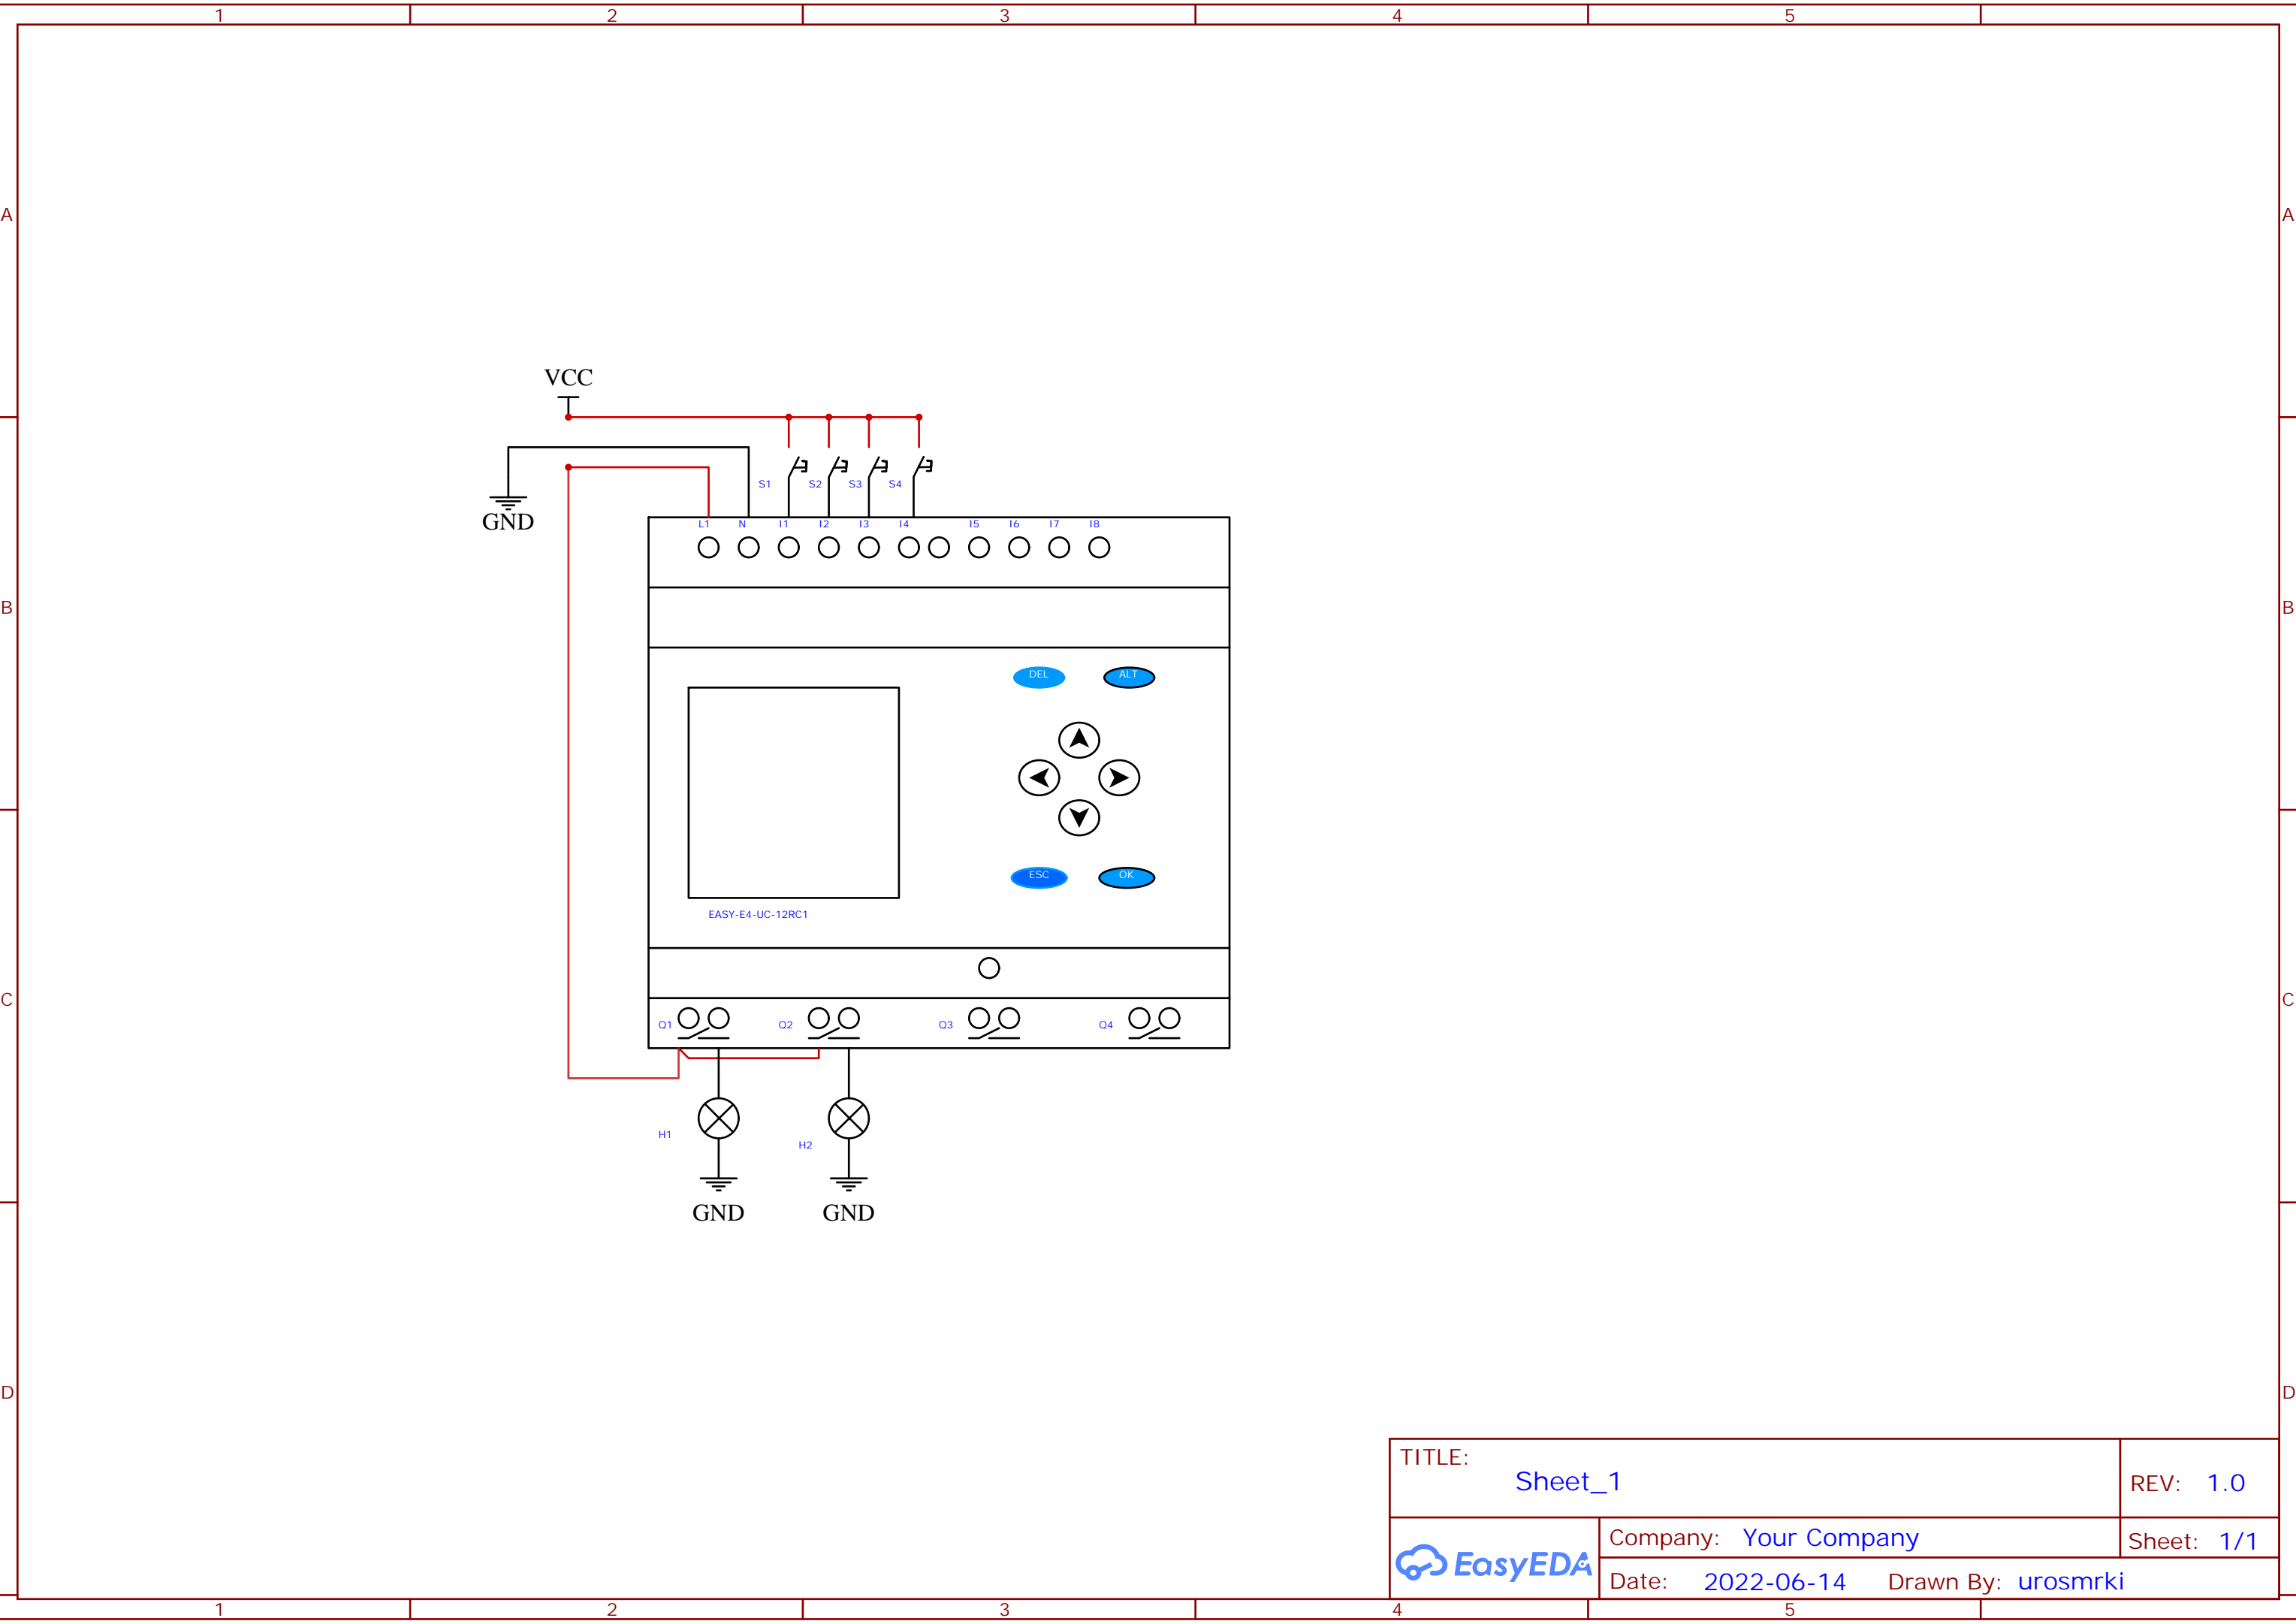 1 2 3 4 5
A A
VCC
GND
S1 S2 S3 S4
L1 N I1 I2 I3 I4 I5 I6 I7 I8
B B
DEL ALT
ESC OK
EASY-E4-UC-12RC1
C C
Q1 Q2 Q3 Q4
H1
H2
GND GND
D D
TITLE:
Sheet_1
REV: 1.0
EasyEDA
Company: Your Company
Sheet: 1/1
Date: 2022-06-14 Drawn By: urosmrki
1 2 3 4 5